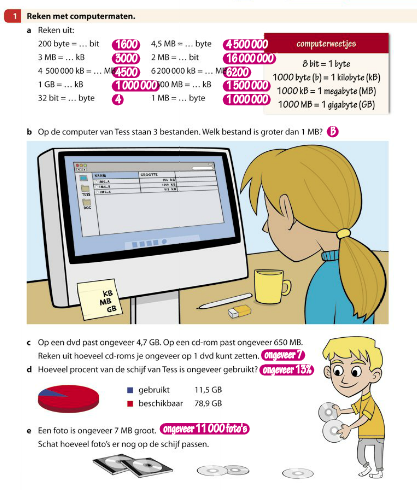 1 Reken met computermaten.
a Reken uit:
200 byte = ... bit 1600 4,5 MB = ... byte 4 500 000
3 MB = ... kB 3000 2 MB = ... bit 16 000 000
4 500 000 kB = ... M 4500 6 200 000 kB = ... M 6200
1 GB = ... kB 1 000 000 00 MB = ... kB 1 500 000
32 bit = ... byte 4 1 MB = ... byte 1 000 000
computerweetjes
8 bit = 1 byte
1000 byte (b) = 1 kilobyte (kB)
1000 kB = 1 megabyte (MB)
1000 MB = 1 gigabyte (GB)
b Op de computer van Tess staan 3 bestanden. Welk bestand is groter dan 1 MB? B
kB
MB
GB
c Op een dvd past ongeveer 4,7 GB. Op een cd-rom past ongeveer 650 MB.
Reken uit hoeveel cd-roms je ongeveer op 1 dvd kunt zetten. ongeveer 7
d Hoeveel procent van de schijf van Tess is ongeveer gebruikt? ongeveer 13%
gebruikt 11,5 GB
beschikbaar 78,9 GB
e Een foto is ongeveer 7 MB groot. ongeveer 11 000 foto's
Schat hoeveel foto's er nog op de schijf passen.